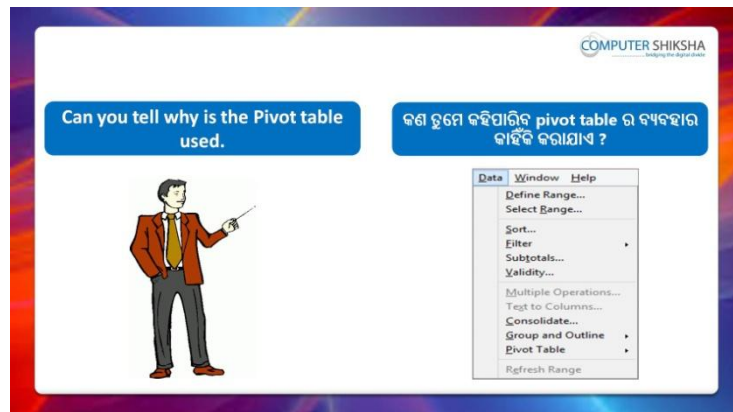 COMPUTER SHIKSHA
bridging the digital divide
Can you tell why is the Pivot table
used.
କଣ ତୁମେ କହିପାରିବ pivot table ର ବ୍ୟବହାର
କାହିଁକି କରାଯାଏ ?
Data Window Help
Define Range...
Select Range...
Sort...
Filter
Subtotals...
Validity...
Multiple Operations...
Text to Columns...
Consolidate...
Group and Outline
Pivot Table
Refresh Range